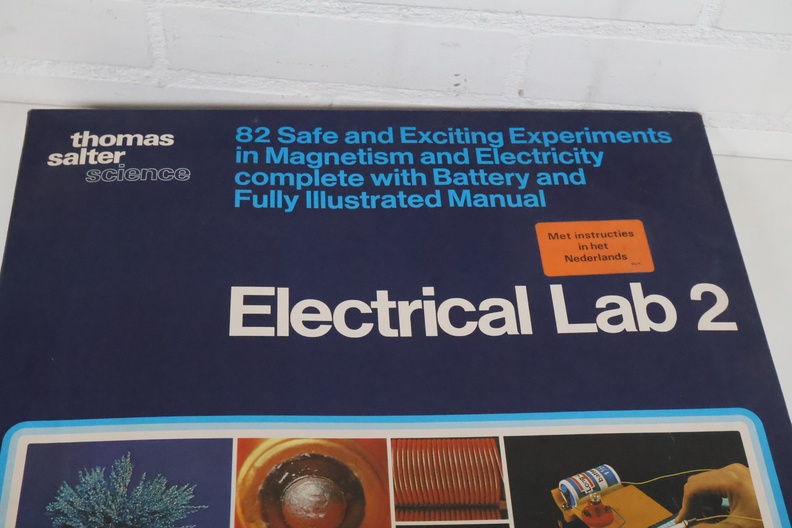 thomas
salter
science
82 Safe and Exciting Experiments
in Magnetism and Electricity
complete with Battery and
Fully Illustrated Manual
Met instructies
in het
Nederlands
Electrical Lab 2